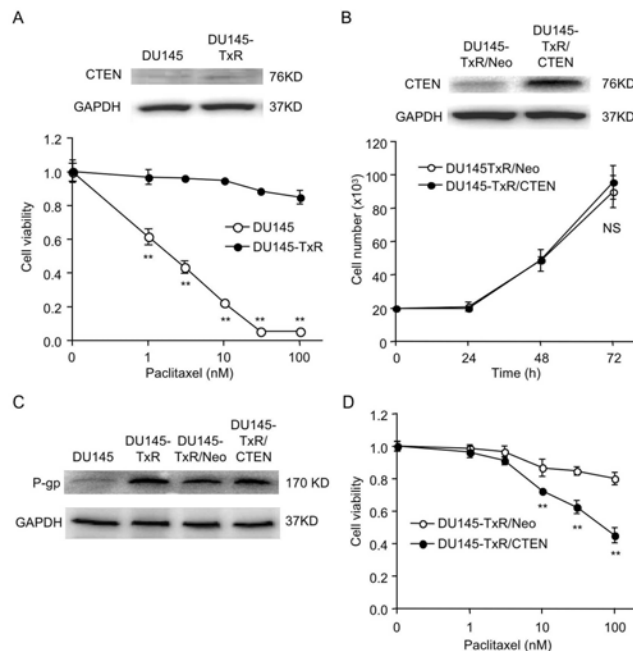 A
DU145
DU145-
TxR
CTEN
76KD
GAPDH
37KD
1.2
1.0
0.8
0.6
0.4
0.2
0.0
Cell viability
DU145
DU145-TxR
**
**
**
**
**
0
1
10
100
Paclitaxel (nM)
B
DU145-
TxR/Neo
DU145-
TxR/
CTEN
CTEN
76KD
GAPDH
37KD
100
80
60
40
20
0
Cell number (x10³)
DU145TxR/Neo
DU145-TxR/CTEN
NS
0
24
48
72
Time (h)
C
DU145
DU145-
TxR
DU145-
TxR/Neo
DU145-
TxR/
CTEN
P-gp
170 KD
GAPDH
37KD
D
1.2
1.0
0.8
0.6
0.4
0.2
0.0
Cell viability
DU145-TxR/Neo
DU145-TxR/CTEN
**
**
**
0
1
10
100
Paclitaxel (nM)